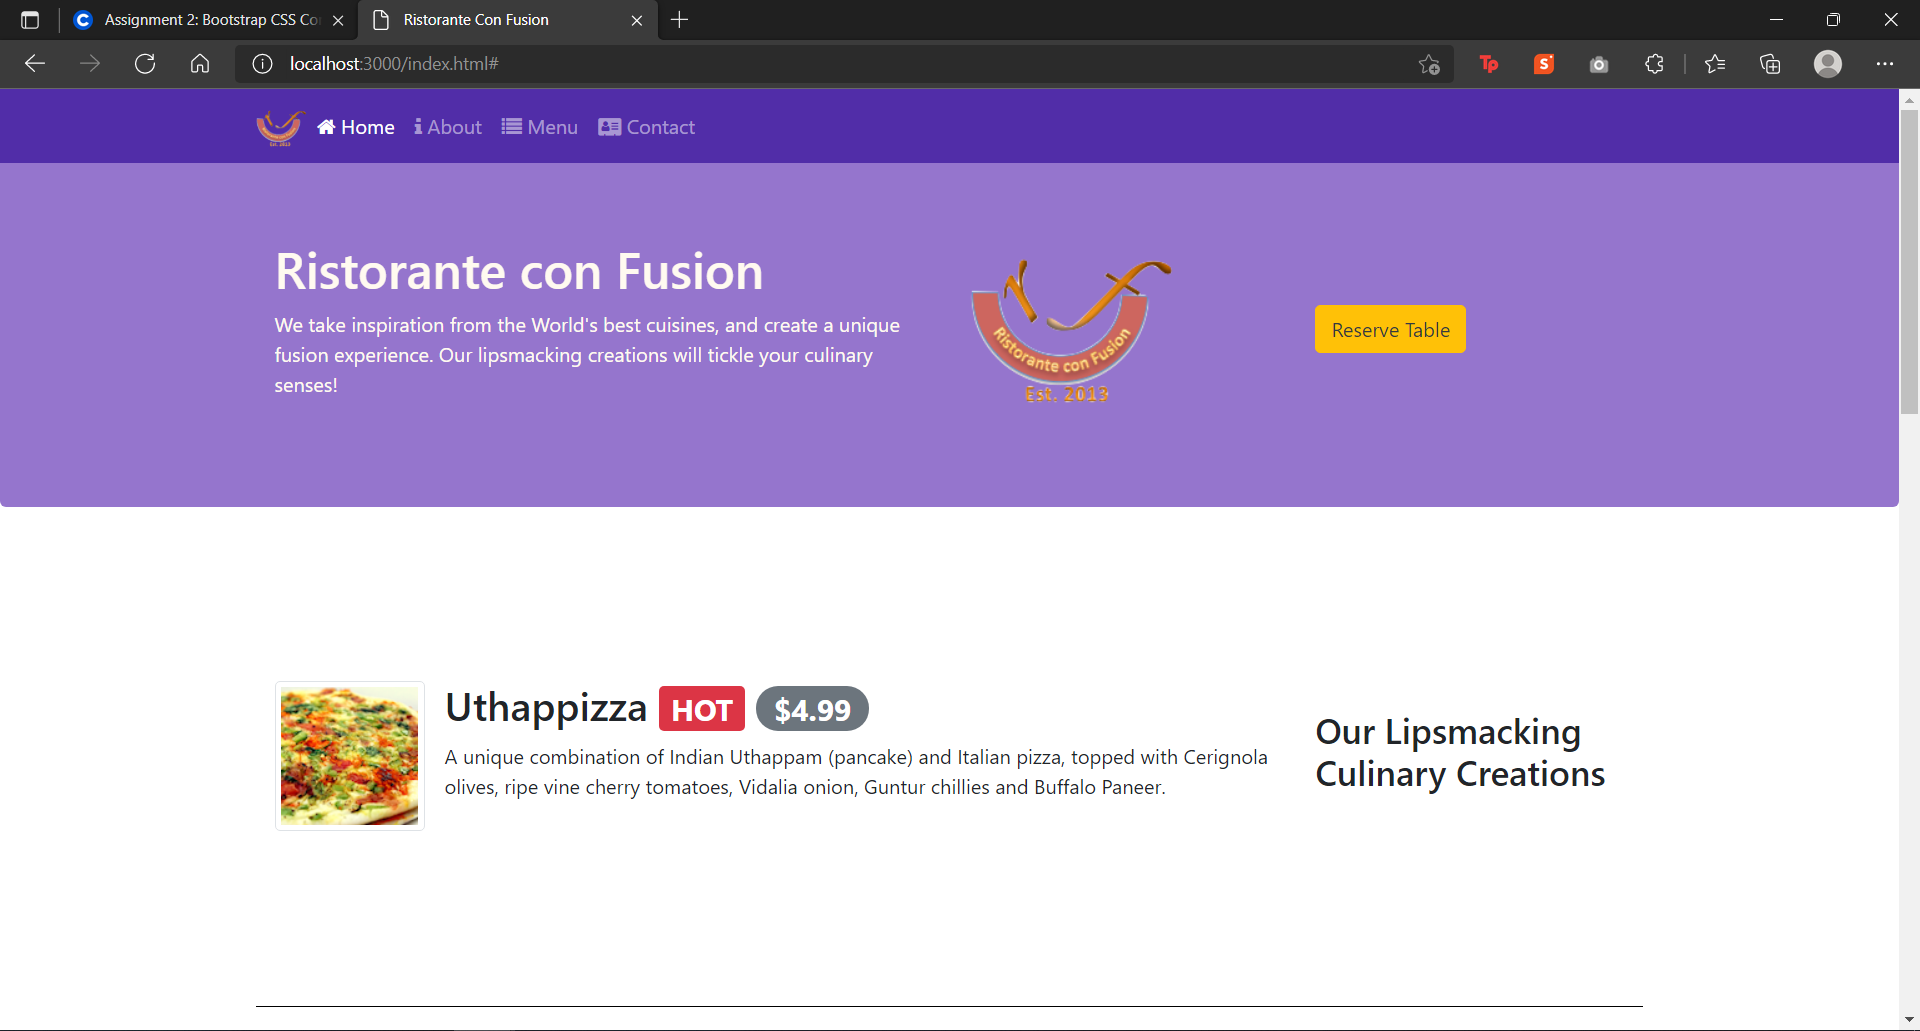 Assignment 2: Bootstrap CSS Co
Ristorante Con Fusion
localhost:3000/index.html#
Tp
S
Est. 2013
Home
About
Menu
Contact
Ristorante con Fusion
We take inspiration from the World's best cuisines, and create a unique
fusion experience. Our lipsmacking creations will tickle your culinary
senses!
Ristorante con Fusion
Est. 2013
Reserve Table
Uthappizza HOT $4.99
A unique combination of Indian Uthappam (pancake) and Italian pizza, topped with Cerignola
olives, ripe vine cherry tomatoes, Vidalia onion, Guntur chillies and Buffalo Paneer.
Our Lipsmacking
Culinary Creations